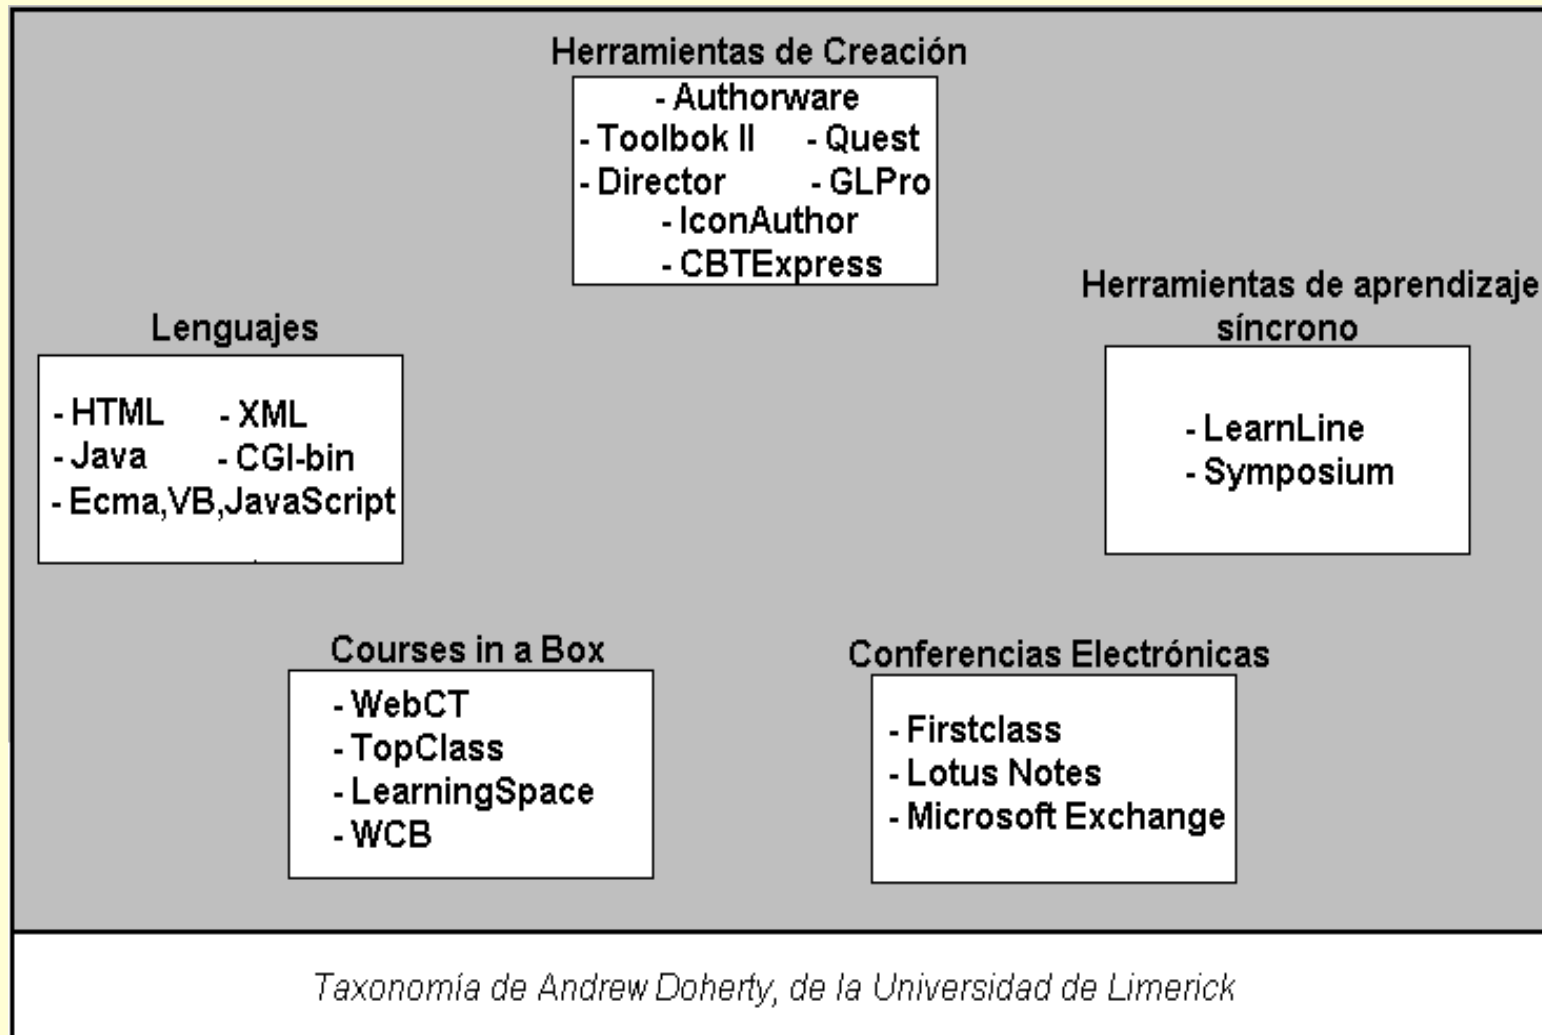 Herramientas de Creación
- Authorware
- Toolbok II - Quest
- Director - GLPro
- IconAuthor
- CBTExpress
Lenguajes
- HTML - XML
- Java - CGI-bin
- Ecma,VB,JavaScript
Herramientas de aprendizaje
síncrono
- LearnLine
- Symposium
Courses in a Box
- WebCT
- TopClass
- LearningSpace
- WCB
Conferencias Electrónicas
- Firstclass
- Lotus Notes
- Microsoft Exchange
Taxonomía de Andrew Doherty, de la Universidad de Limerick